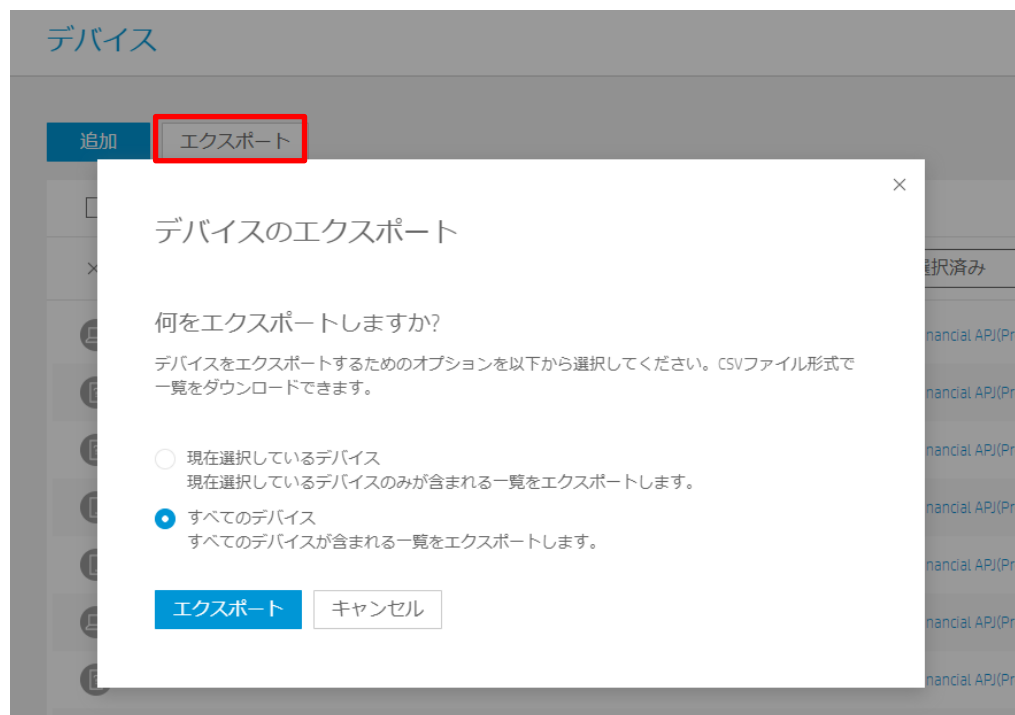 デバイス
追加
エクスポート
×
デバイスのエクスポート
選択済み
何をエクスポートしますか?
デバイスをエクスポートするためのオプションを以下から選択してください。CSVファイル形式で
一覧をダウンロードできます。
現在選択しているデバイス
現在選択しているデバイスのみが含まれる一覧をエクスポートします。
すべてのデバイス
すべてのデバイスが含まれる一覧をエクスポートします。
エクスポート
キャンセル
nancial APJ(Pr
nancial APJ(Pr
nancial APJ(Pr
nancial APJ(Pr
nancial APJ(Pr
nancial APJ(Pr
nancial APJ(Pr